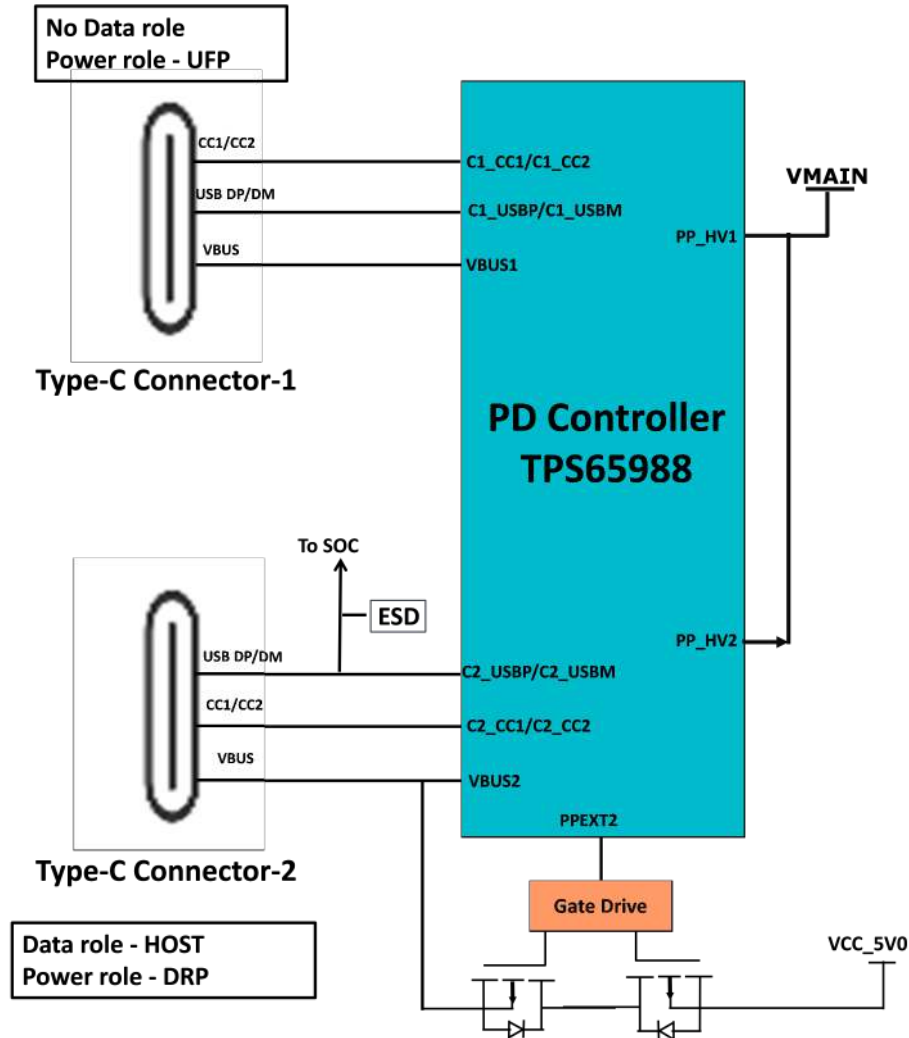 No Data role
Power role - UFP
CC1/CC2
C1_CC1/C1_CC2
USB DP/DM
C1_USBP/C1_USBM
VBUS
VBUS1
VMAIN
PP_HV1
Type-C Connector-1
PD Controller
TPS65988
To SOC
ESD
PP_HV2
USB DP/DM
C2_USBP/C2_USBM
CC1/CC2
C2_CC1/C2_CC2
VBUS
VBUS2
PPEXT2
Type-C Connector-2
Gate Drive
Data role - HOST
Power role - DRP
VCC_5V0